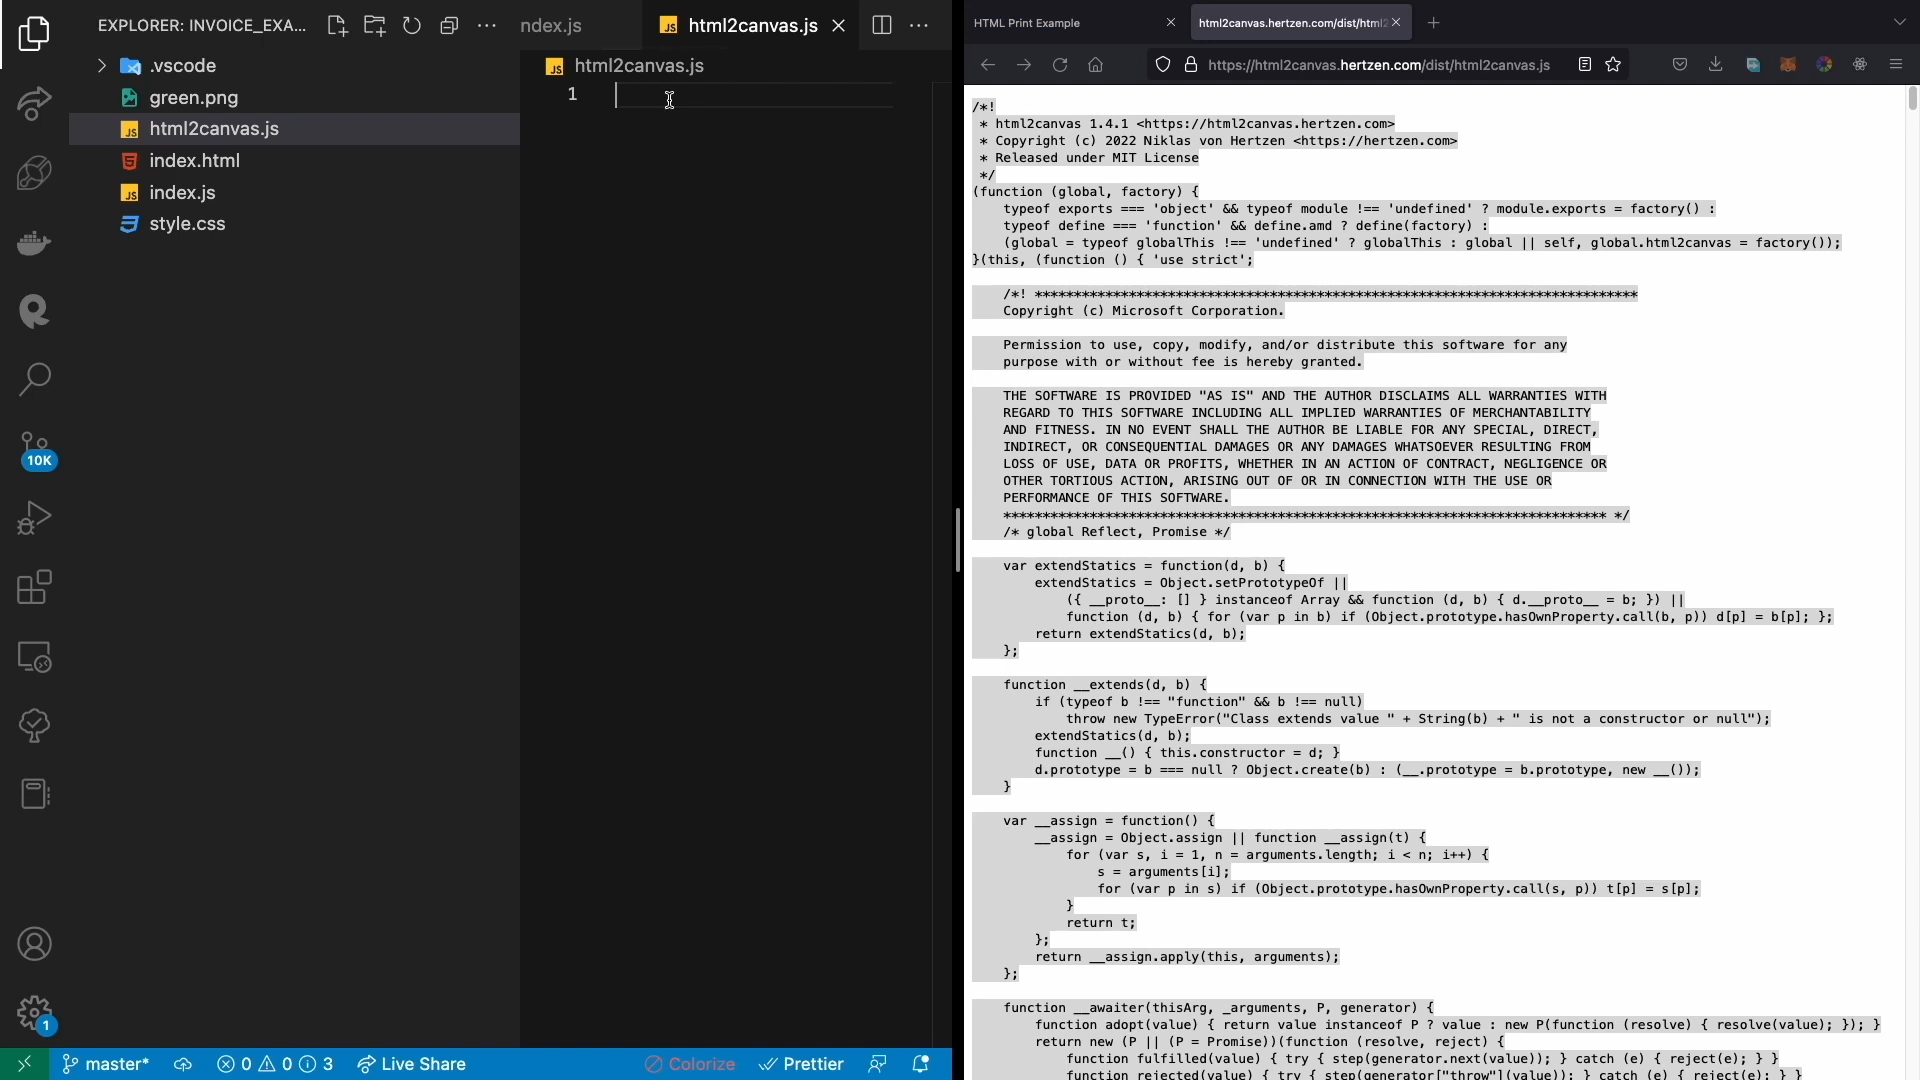 EXPLORER: INVOICE_EXA...
.vscode
green.png
html2canvas.js
index.html
index.js
style.css
10K
1
ndex.js
html2canvas.js
html2canvas.js
1
master*
0 0 3
Live Share
Colorize
Prettier
HTML Print Example
html2canvas.hertzen.com/dist/html2
https://html2canvas.hertzen.com/dist/html2canvas.js
/*!
* html2canvas 1.4.1 <https://html2canvas.hertzen.com>
* Copyright (c) 2022 Niklas von Hertzen <https://hertzen.com>
* Released under MIT License
*/
(function (global, factory) {
typeof exports === 'object' && typeof module !== 'undefined' ? module.exports = factory() :
typeof define === 'function' && define.amd ? define(factory) :
(global = typeof globalThis !== 'undefined' ? globalThis : global || self, global.html2canvas = factory());
}(this, (function () { 'use strict';
/*! *****************************************************************************
Copyright (c) Microsoft Corporation.
Permission to use, copy, modify, and/or distribute this software for any
purpose with or without fee is hereby granted.
THE SOFTWARE IS PROVIDED "AS IS" AND THE AUTHOR DISCLAIMS ALL WARRANTIES WITH
REGARD TO THIS SOFTWARE INCLUDING ALL IMPLIED WARRANTIES OF MERCHANTABILITY
AND FITNESS. IN NO EVENT SHALL THE AUTHOR BE LIABLE FOR ANY SPECIAL, DIRECT,
INDIRECT, OR CONSEQUENTIAL DAMAGES OR ANY DAMAGES WHATSOEVER RESULTING FROM
LOSS OF USE, DATA OR PROFITS, WHETHER IN AN ACTION OF CONTRACT, NEGLIGENCE OR
OTHER TORTIOUS ACTION, ARISING OUT OF OR IN CONNECTION WITH THE USE OR
PERFORMANCE OF THIS SOFTWARE.
***************************************************************************** */
/* global Reflect, Promise */
var extendStatics = function(d, b) {
extendStatics = Object.setPrototypeOf ||
({ __proto__: [] } instanceof Array && function (d, b) { d.__proto__ = b; }) ||
function (d, b) { for (var p in b) if (Object.prototype.hasOwnProperty.call(b, p)) d[p] = b[p]; };
return extendStatics(d, b);
};
function __extends(d, b) {
if (typeof b !== "function" && b !== null)
throw new TypeError("Class extends value " + String(b) + " is not a constructor or null");
extendStatics(d, b);
function __() { this.constructor = d; }
d.prototype = b === null ? Object.create(b) : (__.prototype = b.prototype, new __());
}
var __assign = function() {
__assign = Object.assign || function __assign(t) {
for (var s, i = 1, n = arguments.length; i < n; i++) {
s = arguments[i];
for (var p in s) if (Object.prototype.hasOwnProperty.call(s, p)) t[p] = s[p];
}
return t;
};
return __assign.apply(this, arguments);
};
function __awaiter(thisArg, _arguments, P, generator) {
function adopt(value) { return value instanceof P ? value : new P(function (resolve) { resolve(value); }); }
return new (P || (P = Promise))(function (resolve, reject) {
function fulfilled(value) { try { step(generator.next(value)); } catch (e) { reject(e); } }
function rejected(value) { try { step(generator["throw"](value)); } catch (e) { reject(e); } }